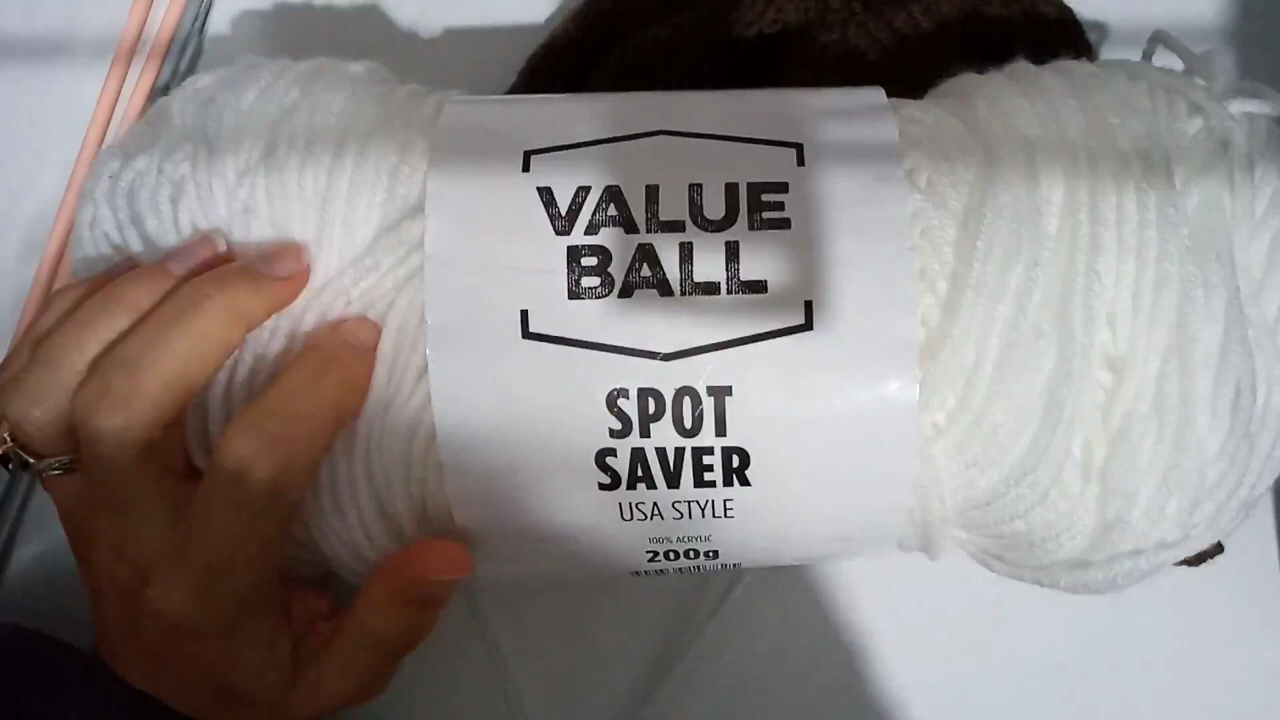 VALUE
BALL
SPOT
SAVER
USA STYLE
100% ACRYLIC
200g